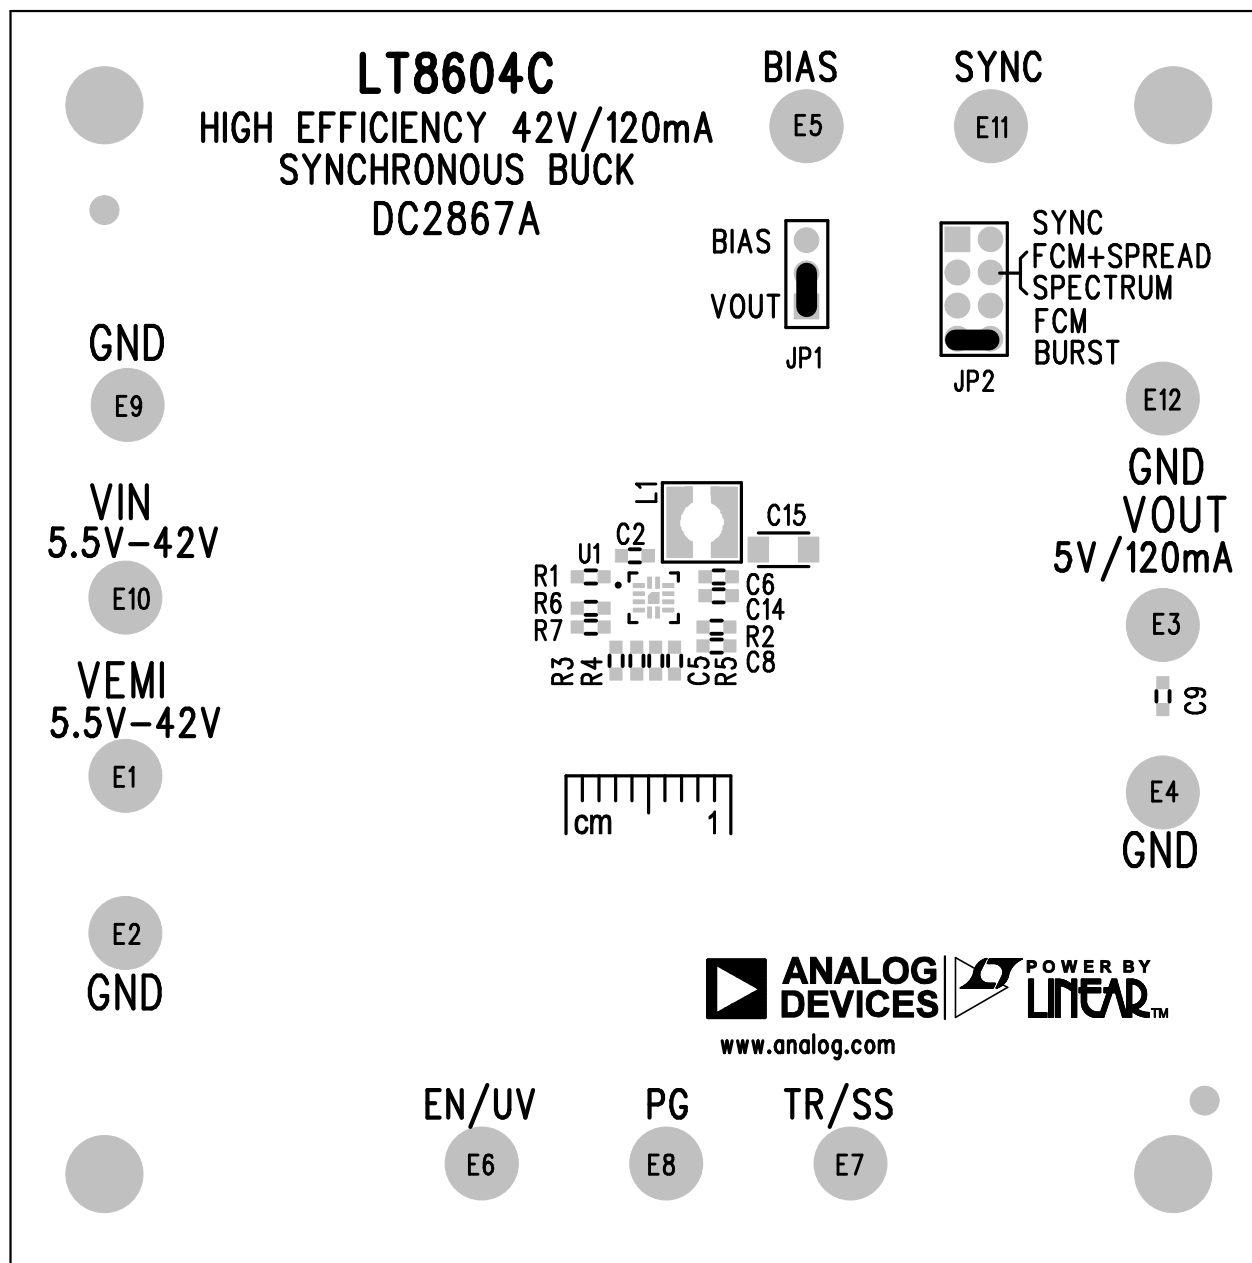 LT8604C
HIGH EFFICIENCY 42V/120mA
SYNCHRONOUS BUCK
DC2867A
BIAS
E5
SYNC
E11
BIAS
VOUT
JP1
SYNC
FCM+SPREAD
SPECTRUM
FCM
BURST
JP2
GND
E9
VIN
5.5V-42V
E10
VEMI
5.5V-42V
E1
E2
GND
E12
GND
VOUT
5V/120mA
E3
C9
E4
GND
L1
C15
C2
U1
R1
R6
R7
C6
C14
R2
C8
R3
R4
C5
R5
cm 1
ANALOG
DEVICES
POWER BY
LINEAR™
www.analog.com
EN/UV
E6
PG
E8
TR/SS
E7